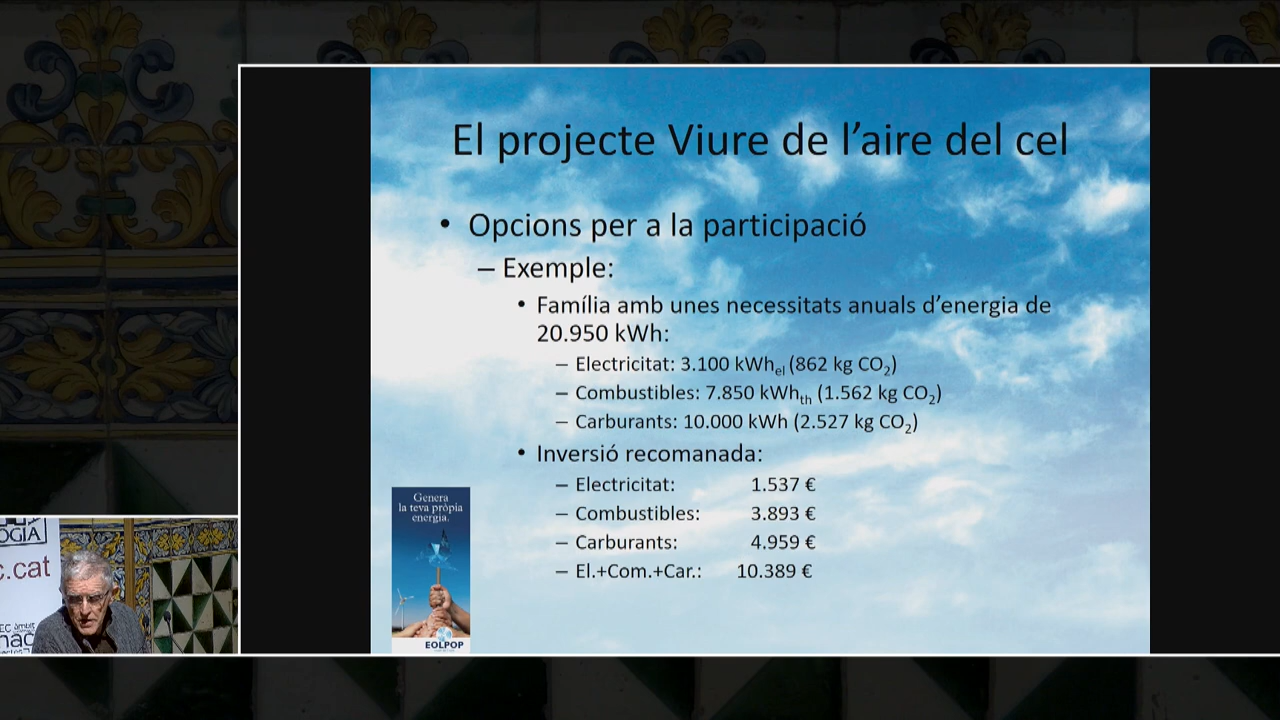 El projecte Viure de l'aire del cel
• Opcions per a la participació
– Exemple:
• Família amb unes necessitats anuals d'energia de
20.950 kWh:
– Electricitat: 3.100 kWhel (862 kg CO2)
– Combustibles: 7.850 kWhth (1.562 kg CO2)
– Carburants: 10.000 kWh (2.527 kg CO2)
• Inversió recomanada:
– Electricitat: 1.537 €
– Combustibles: 3.893 €
– Carburants: 4.959 €
– El.+Com.+Car.: 10.389 €
Genera
la teva pròpia
energia.
EOLPOP
OGIA
c.cat
EC àmbit